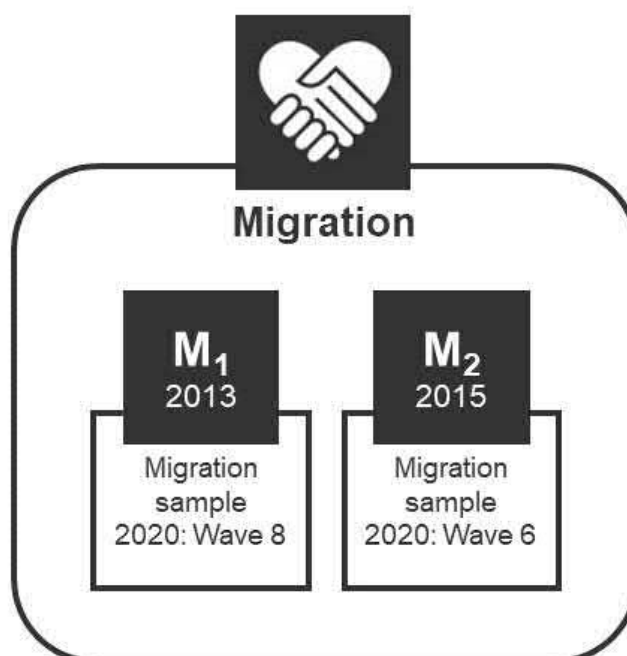 Migration
M₁
2013
Migration
sample
2020: Wave 8
M₂
2015
Migration
sample
2020: Wave 6